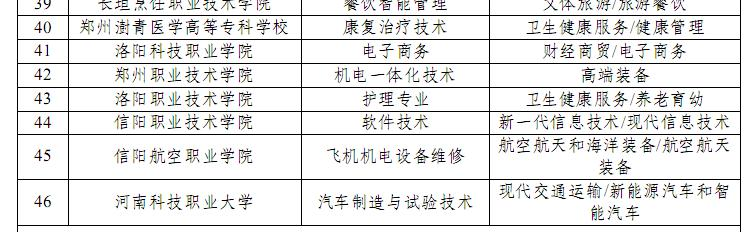 39 长垣烹饪职业技术学院 餐饮智能管理 文体旅游/旅游餐饮
40 郑州澍青医学高等专科学校 康复治疗技术 卫生健康服务/健康管理
41 洛阳科技职业学院 电子商务 财经商贸/电子商务
42 郑州职业技术学院 机电一体化技术 高端装备
43 洛阳职业技术学院 护理专业 卫生健康服务/养老育幼
44 信阳职业技术学院 软件技术 新一代信息技术/现代信息技术
45 信阳航空职业学院 飞机机电设备维修 航空航天和海洋装备/航空航天
装备
46 河南科技职业大学 汽车制造与试验技术 现代交通运输/新能源汽车和智
能汽车